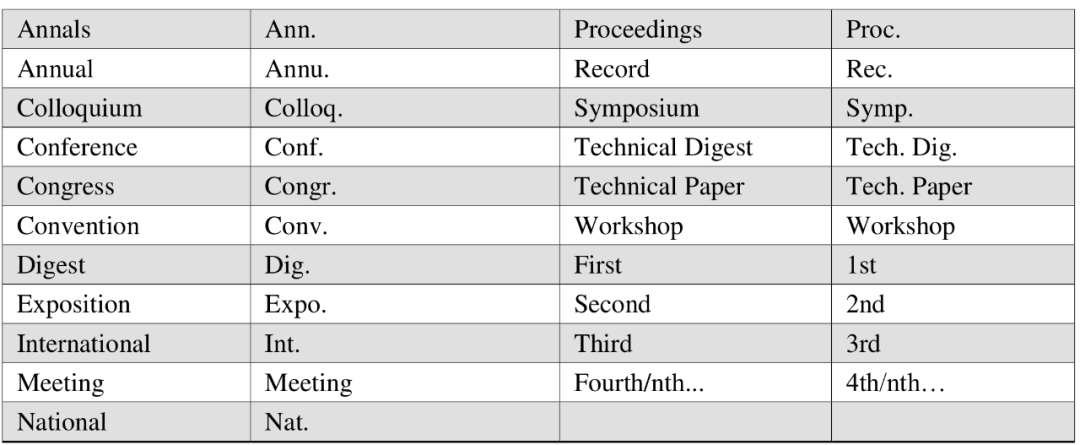 Annals Ann. Proceedings Proc.
Annual Annu. Record Rec.
Colloquium Colloq. Symposium Symp.
Conference Conf. Technical Digest Tech. Dig.
Congress Congr. Technical Paper Tech. Paper
Convention Conv. Workshop Workshop
Digest Dig. First 1st
Exposition Expo. Second 2nd
International Int. Third 3rd
Meeting Meeting Fourth/nth... 4th/nth…
National Nat.